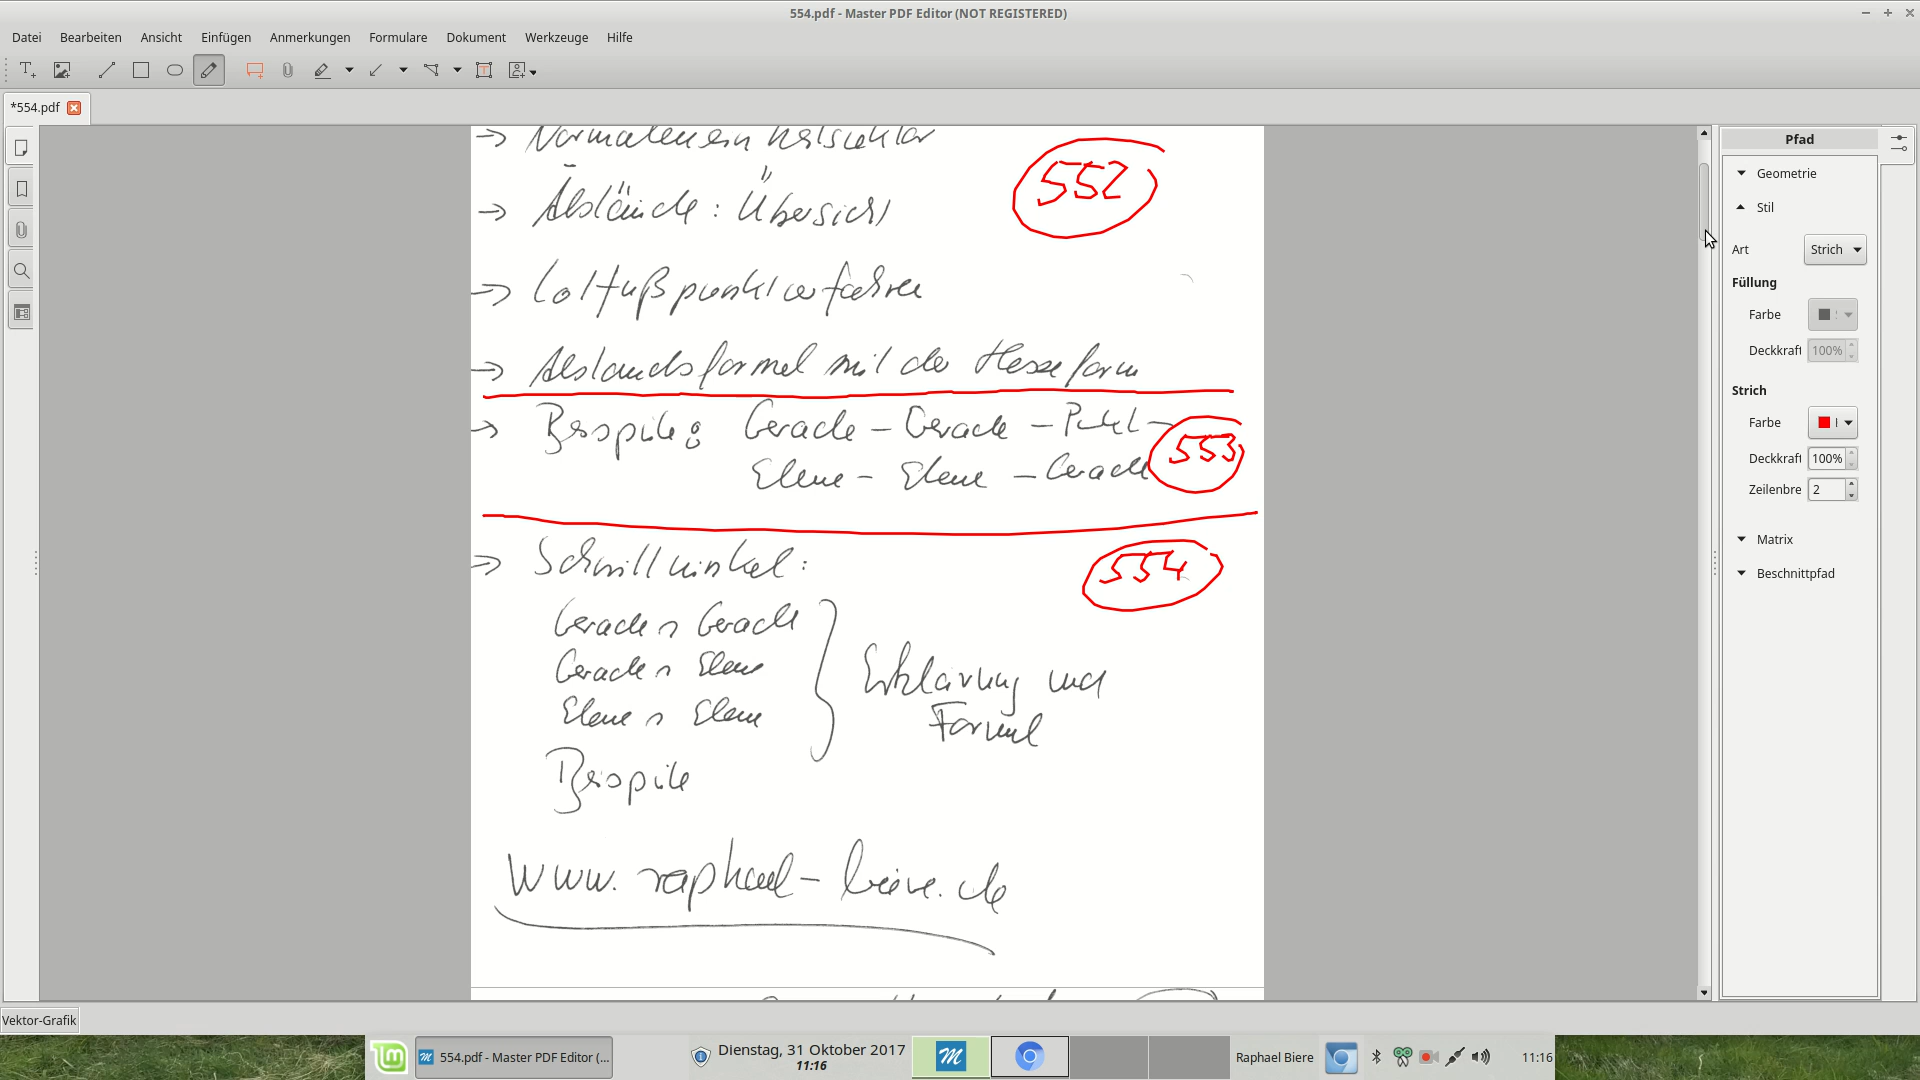 554.pdf - Master PDF Editor (NOT REGISTERED)
Datei Bearbeiten Ansicht Einfügen Anmerkungen Formulare Dokument Werkzeuge Hilfe
*554.pdf
→ Normaleneinheitsvektor
→ Abstände: Übersicht
552
→ Lotfußpunktverfahren
→ Abstandsformel mit der Hesseform
→ Beispiele: Gerade – Gerade – Punkt –
Ebene – Ebene – Gerade
553
→ Schnittwinkel:
554
Gerade ∩ Gerade
Gerade ∩ Ebene
Ebene ∩ Ebene
Erklärung und
Formel
Beispiele
www.raphael-biere.de
Pfad
Geometrie
Stil
Art Strich
Füllung
Farbe
Deckkraft 100%
Strich
Farbe
Deckkraft 100%
Zeilenbre 2
Matrix
Beschnittpfad
Vektor-Grafik
554.pdf - Master PDF Editor (...
Dienstag, 31 Oktober 2017
11:16
Raphael Biere
11:16